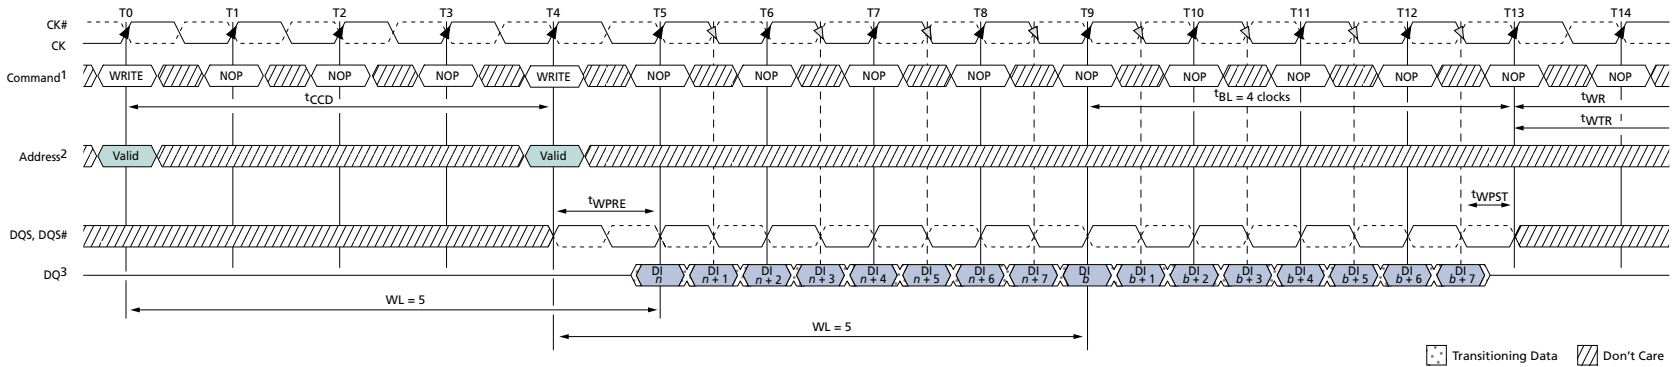 T0 T1 T2 T3 T4 T5 T6 T7 T8 T9 T10 T11 T12 T13 T14
CK#
CK
Command1 WRITE NOP NOP NOP WRITE NOP NOP NOP NOP NOP NOP NOP NOP NOP NOP
tCCD tBL = 4 clocks tWR
tWTR
Address2 Valid Valid
tWPRE tWPST
DQS, DQS#
DQ3 DI n DI n + 1 DI n + 2 DI n + 3 DI n + 4 DI n + 5 DI n + 6 DI n + 7 DI b DI b + 1 DI b + 2 DI b + 3 DI b + 4 DI b + 5 DI b + 6 DI b + 7
WL = 5
WL = 5
Transitioning Data Don't Care